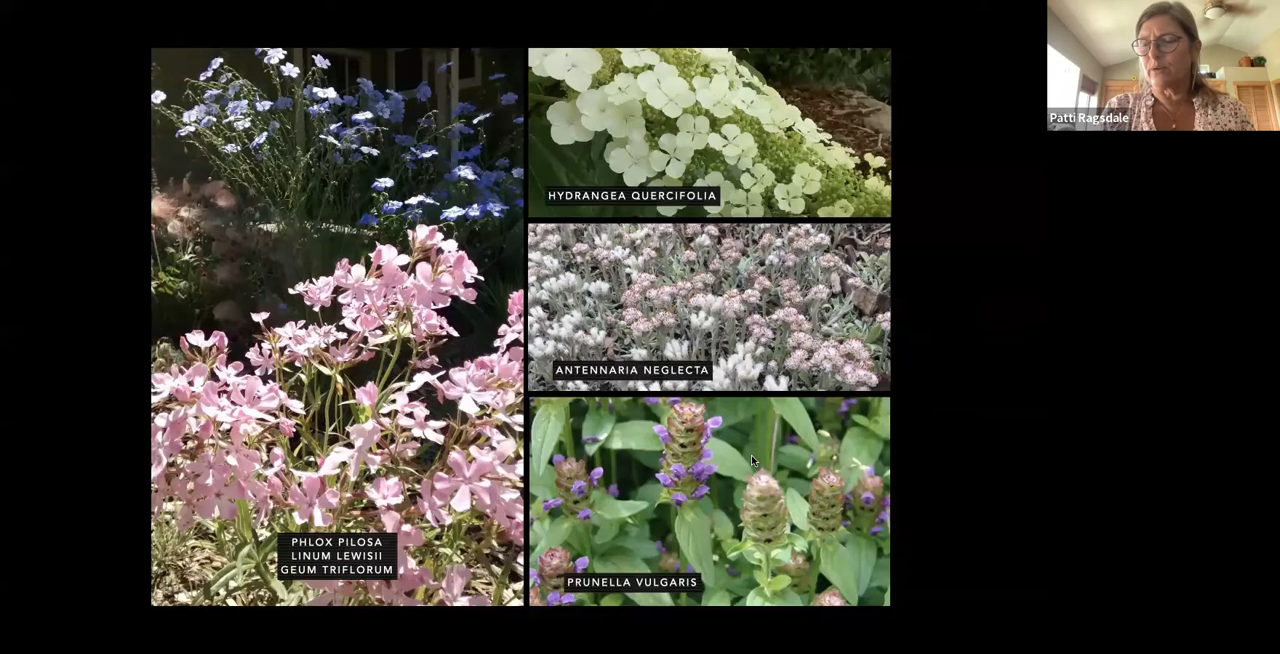 Patti Ragsdale
HYDRANGEA QUERCIFOLIA
ANTENNARIA NEGLECTA
PHLOX PILOSA
LINUM LEWISII
GEUM TRIFLORUM
PRUNELLA VULGARIS